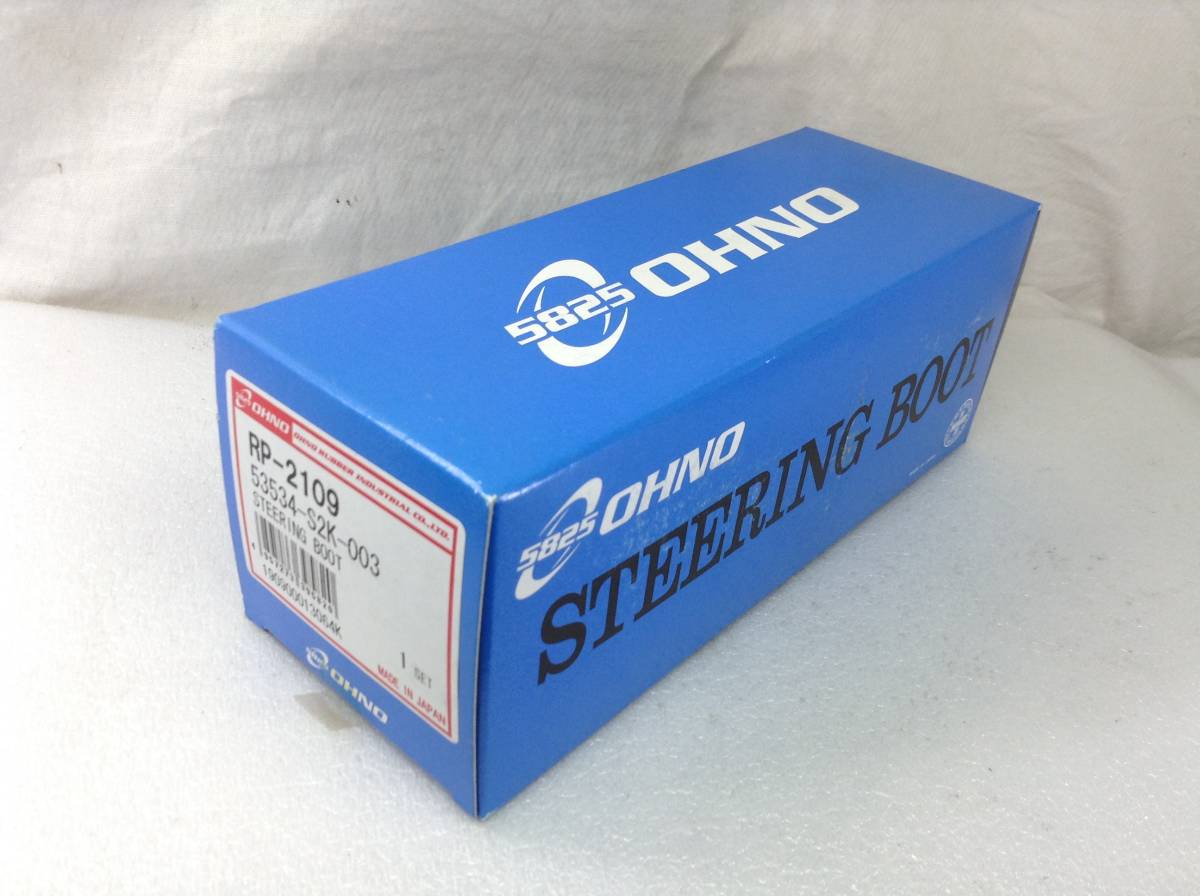 5825 OHNO
5825 OHNO
STEERING BOOT
OHNO OHNO RUBBER INDUSTRIAL CO.,LTD.
RP-2109
53534-S2K-003
STEERING BOOT
190900013064K
1 SET
MADE IN JAPAN
OHNO